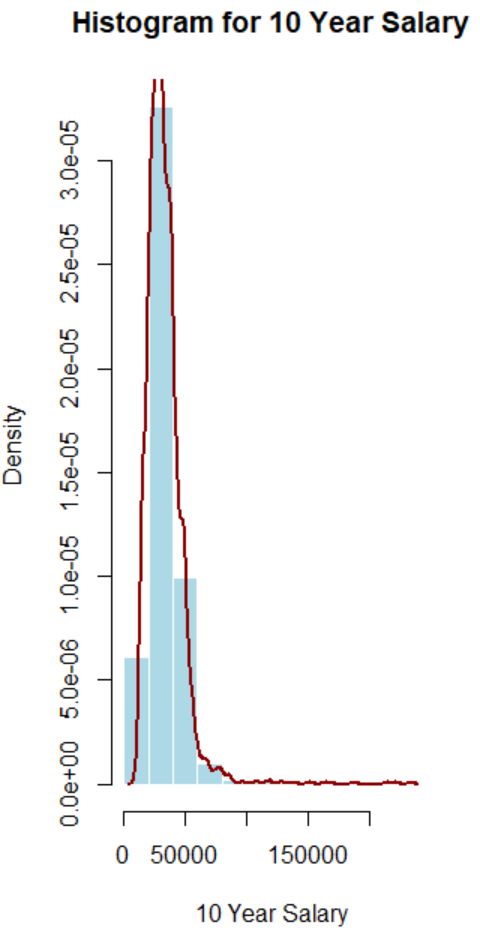 Histogram for 10 Year Salary
Density
3.0e-05
2.5e-05
2.0e-05
1.5e-05
1.0e-05
5.0e-06
0.0e+00
0 50000 150000
10 Year Salary